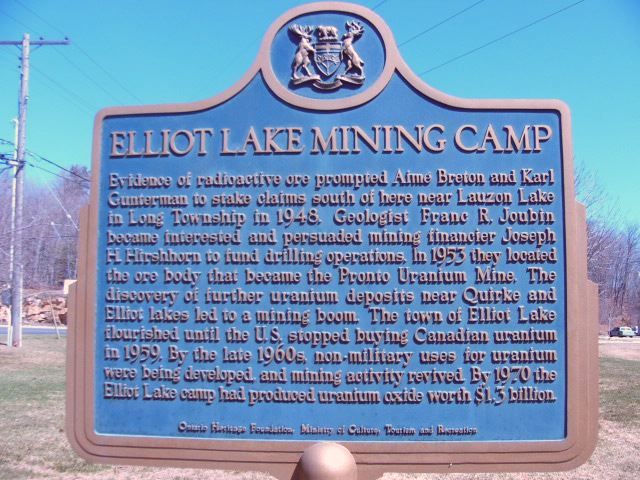 ELLIOT LAKE MINING CAMP
Evidence of radioactive ore prompted Aimé Breton and Karl
Gunterman to stake claims south of here near Lauzon Lake
in Long Township in 1948. Geologist Franc R. Joubin
became interested and persuaded mining financier Joseph
H. Hirshhorn to fund drilling operations. In 1953 they located
the ore body that became the Pronto Uranium Mine. The
discovery of further uranium deposits near Quirke and
Elliot lakes led to a mining boom. The town of Elliot Lake
flourished until the U.S. stopped buying Canadian uranium
in 1959. By the late 1960s, non-military uses for uranium
were being developed, and mining activity revived. By 1970 the
Elliot Lake camp had produced uranium oxide worth $1.3 billion.
Ontario Heritage Foundation, Ministry of Culture, Tourism and Recreation